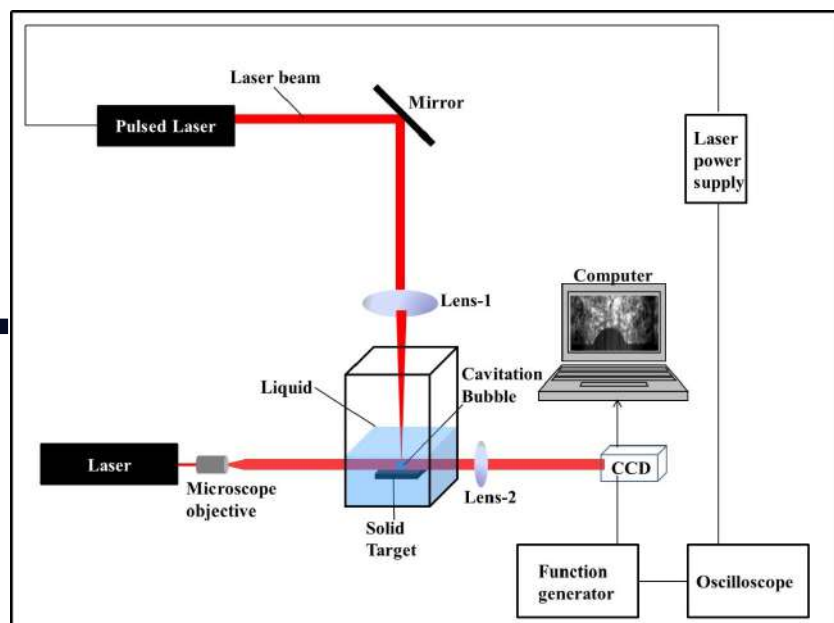 Laser beam
Mirror
Pulsed Laser
Laser
power
supply
Computer
Lens-1
Cavitation
Bubble
Liquid
Laser
CCD
Microscope
objective
Lens-2
Solid
Target
Function
generator
Oscilloscope